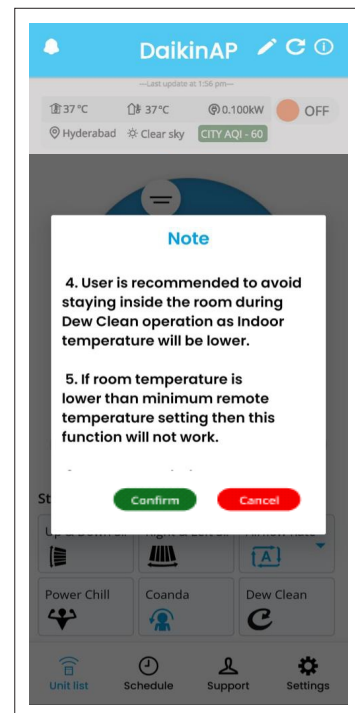 DaikinAP
—Last update at 1:56 pm—
37 °C 37 °C 0.100kW OFF
Hyderabad Clear sky CITY AQI - 60
Note
4. User is recommended to avoid
staying inside the room during
Dew Clean operation as Indoor
temperature will be lower.
5. If room temperature is
lower than minimum remote
temperature setting then this
function will not work.
Confirm Cancel
Power Chill Coanda Dew Clean
A
Unit list Schedule Support Settings